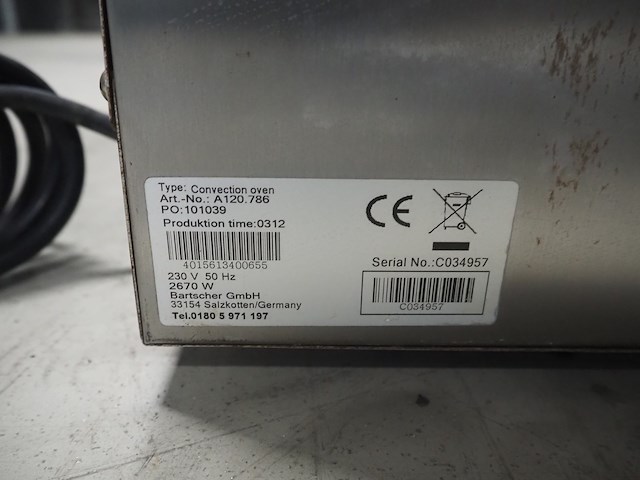 Type: Convection oven
Art.-No.: A120.786
PO:101039
Produktion time:0312
4015613400655
230 V 50 Hz
2670 W
Bartscher GmbH
33154 Salzkotten/Germany
Tel.0180 5 971 197
CE
Serial No.:C034957
C034957